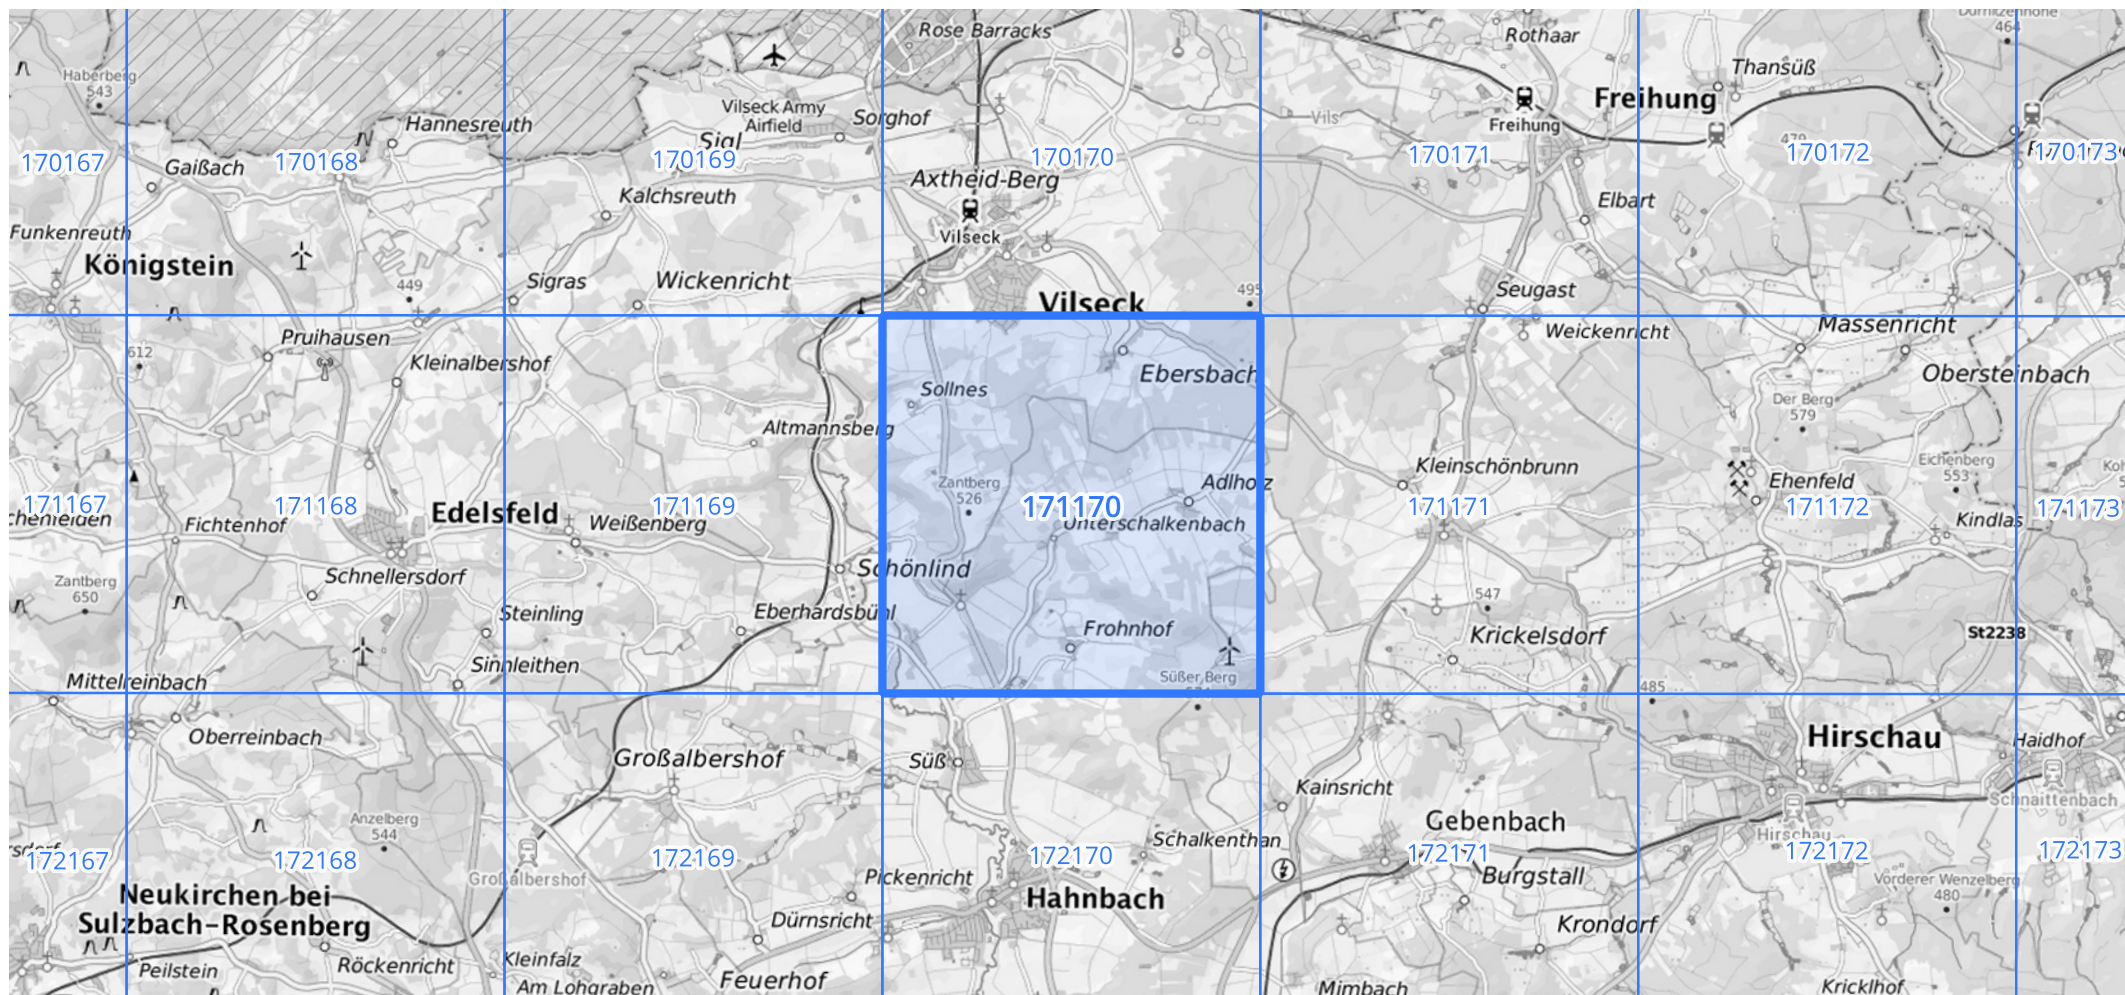 Rose Barracks
Rothaar
Dürnitzenhöhe
464
Haberberg
543
Thansüß
Hannesreuth
Vilseck Army
Airfield
Sorghof
Vils
Freihung
Freihung
Sigl
479
170167
Gaißach
170168
170169
170170
170171
170172
170173
Kalchsreuth
Axtheid-Berg
Elbart
Funkenreuth
Vilseck
Königstein
449
Sigras
Wickenricht
Vilseck
495
Seugast
Pruihausen
Weickenricht
Massenricht
612
Kleinalbershof
Sollnes
Ebersbach
Obersteinbach
Der Berg
579
Altmannsberg
Kleinschönbrunn
Eichenberg
553
Zantberg
526
Adlholz
Ehenfeld
171167
171168
Edelsfeld
171169
171170
171171
171172
171173
Fichtenhof
Weißenberg
Unterschalkenbach
Kindlas
Schönlind
Zantberg
650
Schnellersdorf
Steinling
Eberhardsbühl
547
Frohnhof
Krickelsdorf
St2238
Sinnleithen
Süßer Berg
Mittelreinbach
485
Oberreinbach
Großalbershof
Süß
Hirschau
Haidhof
Kainsricht
Schnaittenbach
Anzelberg
544
Gebenbach
Hirschau
Schalkenthan
172167
172168
172169
172170
172171
172172
172173
Großalbershof
Pickenricht
Burgstall
Vorderer Wenzelberg
480
Neukirchen bei
Sulzbach-Rosenberg
Hahnbach
Dürnsricht
Krondorf
Peilstein
Röckenricht
Kleinfalz
Am Lohgraben
Feuerhof
Mimbach
Kricklhof